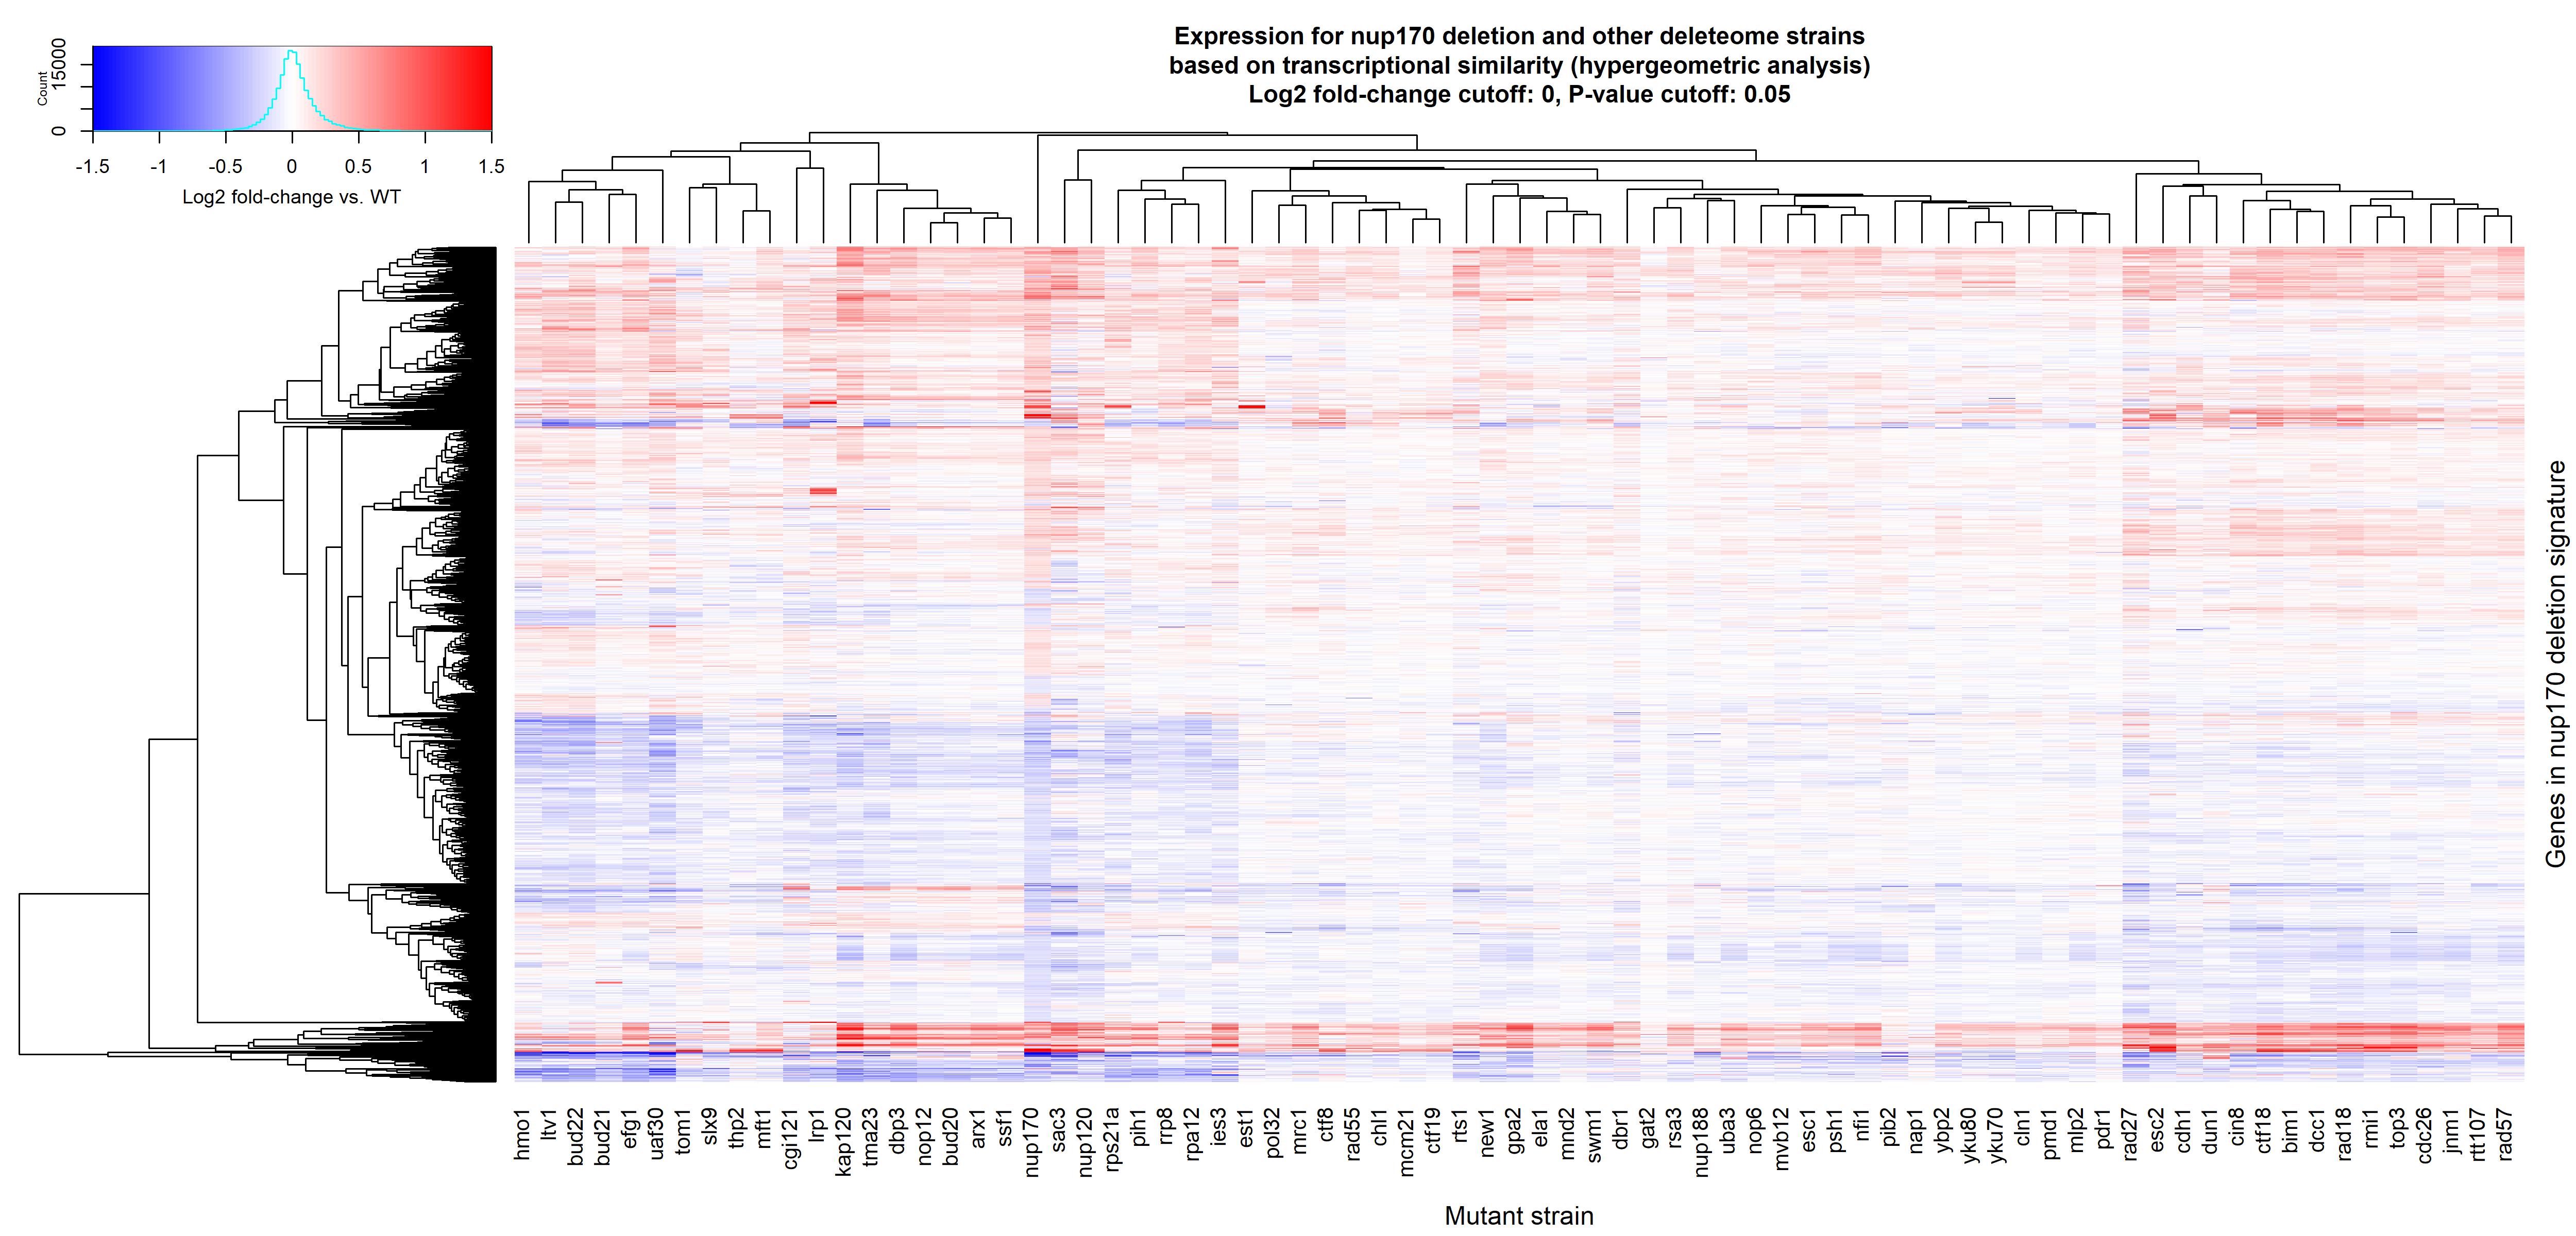 Expression for nup170 deletion and other deleteome strains
based on transcriptional similarity (hypergeometric analysis)
Log2 fold-change cutoff: 0, P-value cutoff: 0.05
Count
0 15000
-1.5 -1 -0.5 0 0.5 1 1.5
Log2 fold-change vs. WT
Genes in nup170 deletion signature
hmo1 ltv1 bud22 bud21 efg1 uaf30 tom1 slx9 thp2 mft1 cgi121 lrp1 kap120 tma23 dbp3 nop12 bud20 arx1 ssf1 nup170 sac3 nup120 rps21a pih1 rrp8 rpa12 ies3 est1 pol32 mrc1 ctf8 rad55 chl1 mcm21 ctf19 rts1 new1 gpa2 ela1 mnd2 swm1 dbr1 gat2 rsa3 nup188 uba3 nop6 mvb12 esc1 psh1 nfi1 pib2 nap1 ybp2 yku80 yku70 cln1 pmd1 mlp2 pdr1 rad27 esc2 cdh1 dun1 cin8 ctf18 bim1 dcc1 rad18 rmi1 top3 cdc26 jnm1 rtt107 rad57
Mutant strain